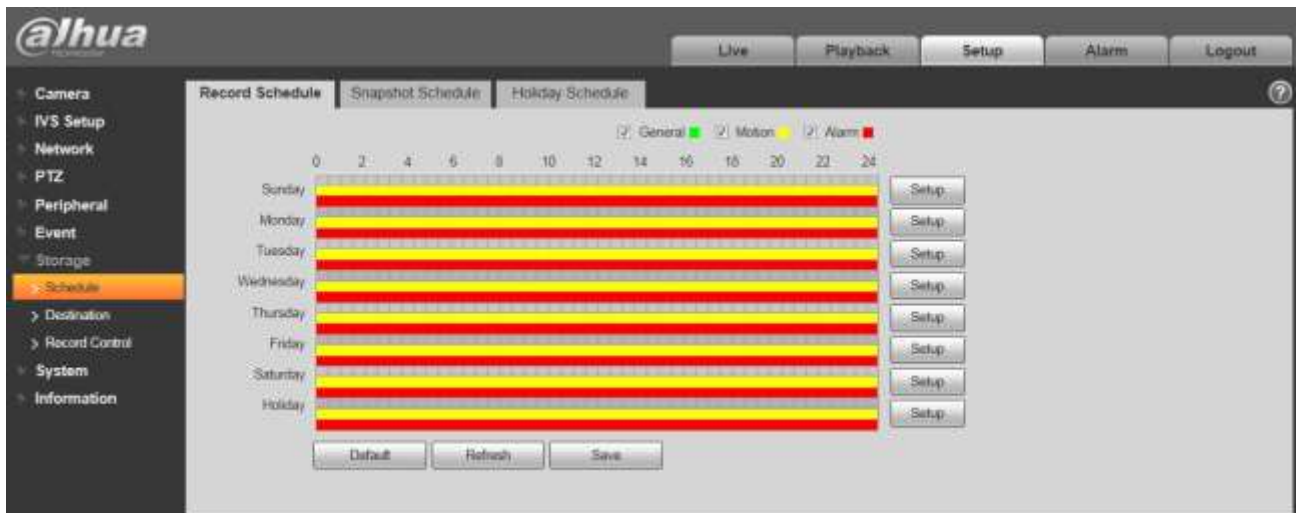 alhua
TECHNOLOGY
Live Playback Setup Alarm Logout
Camera
IVS Setup
Network
PTZ
Peripheral
Event
Storage
> Schedule
> Destination
> Record Control
System
Information
Record Schedule Snapshot Schedule Holiday Schedule
?
General Motion Alarm
0 2 4 6 8 10 12 14 16 18 20 22 24
Sunday Setup
Monday Setup
Tuesday Setup
Wednesday Setup
Thursday Setup
Friday Setup
Saturday Setup
Holiday Setup
Default Refresh Save